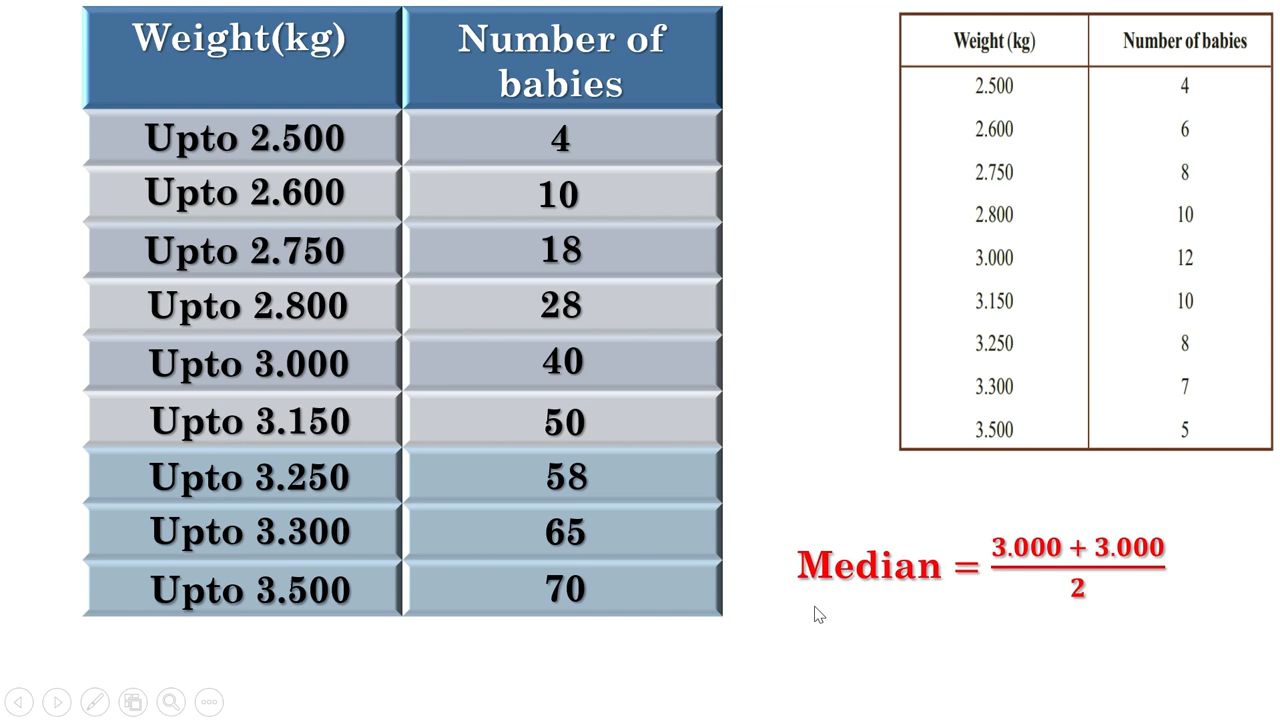 Weight(kg) Number of
babies
Upto 2.500 4
Upto 2.600 10
Upto 2.750 18
Upto 2.800 28
Upto 3.000 40
Upto 3.150 50
Upto 3.250 58
Upto 3.300 65
Upto 3.500 70
Weight (kg) Number of babies
2.500 4
2.600 6
2.750 8
2.800 10
3.000 12
3.150 10
3.250 8
3.300 7
3.500 5
Median = 3.000 + 3.000
2